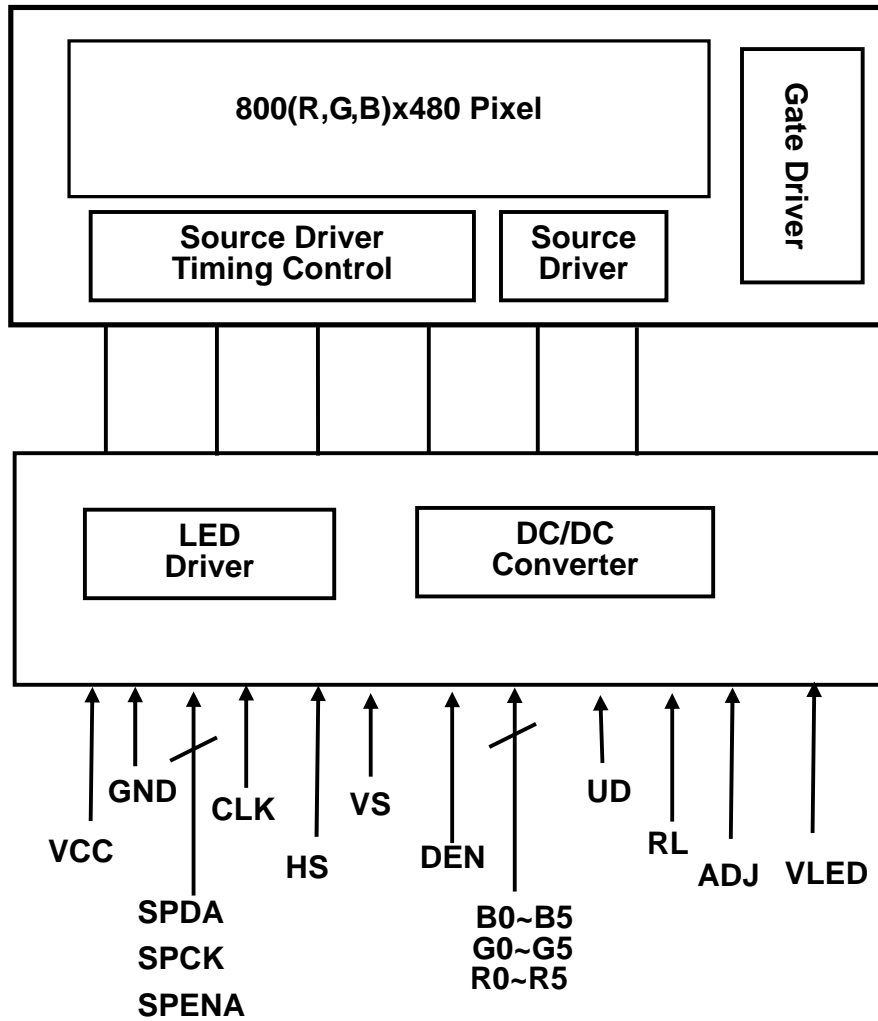 800(R,G,B)x480 Pixel
Gate Driver
Source Driver
Timing Control
Source
Driver
LED
Driver
DC/DC
Converter
VCC
GND
SPDA
SPCK
SPENA
CLK
HS
VS
DEN
B0~B5
G0~G5
R0~R5
UD
RL
ADJ
VLED